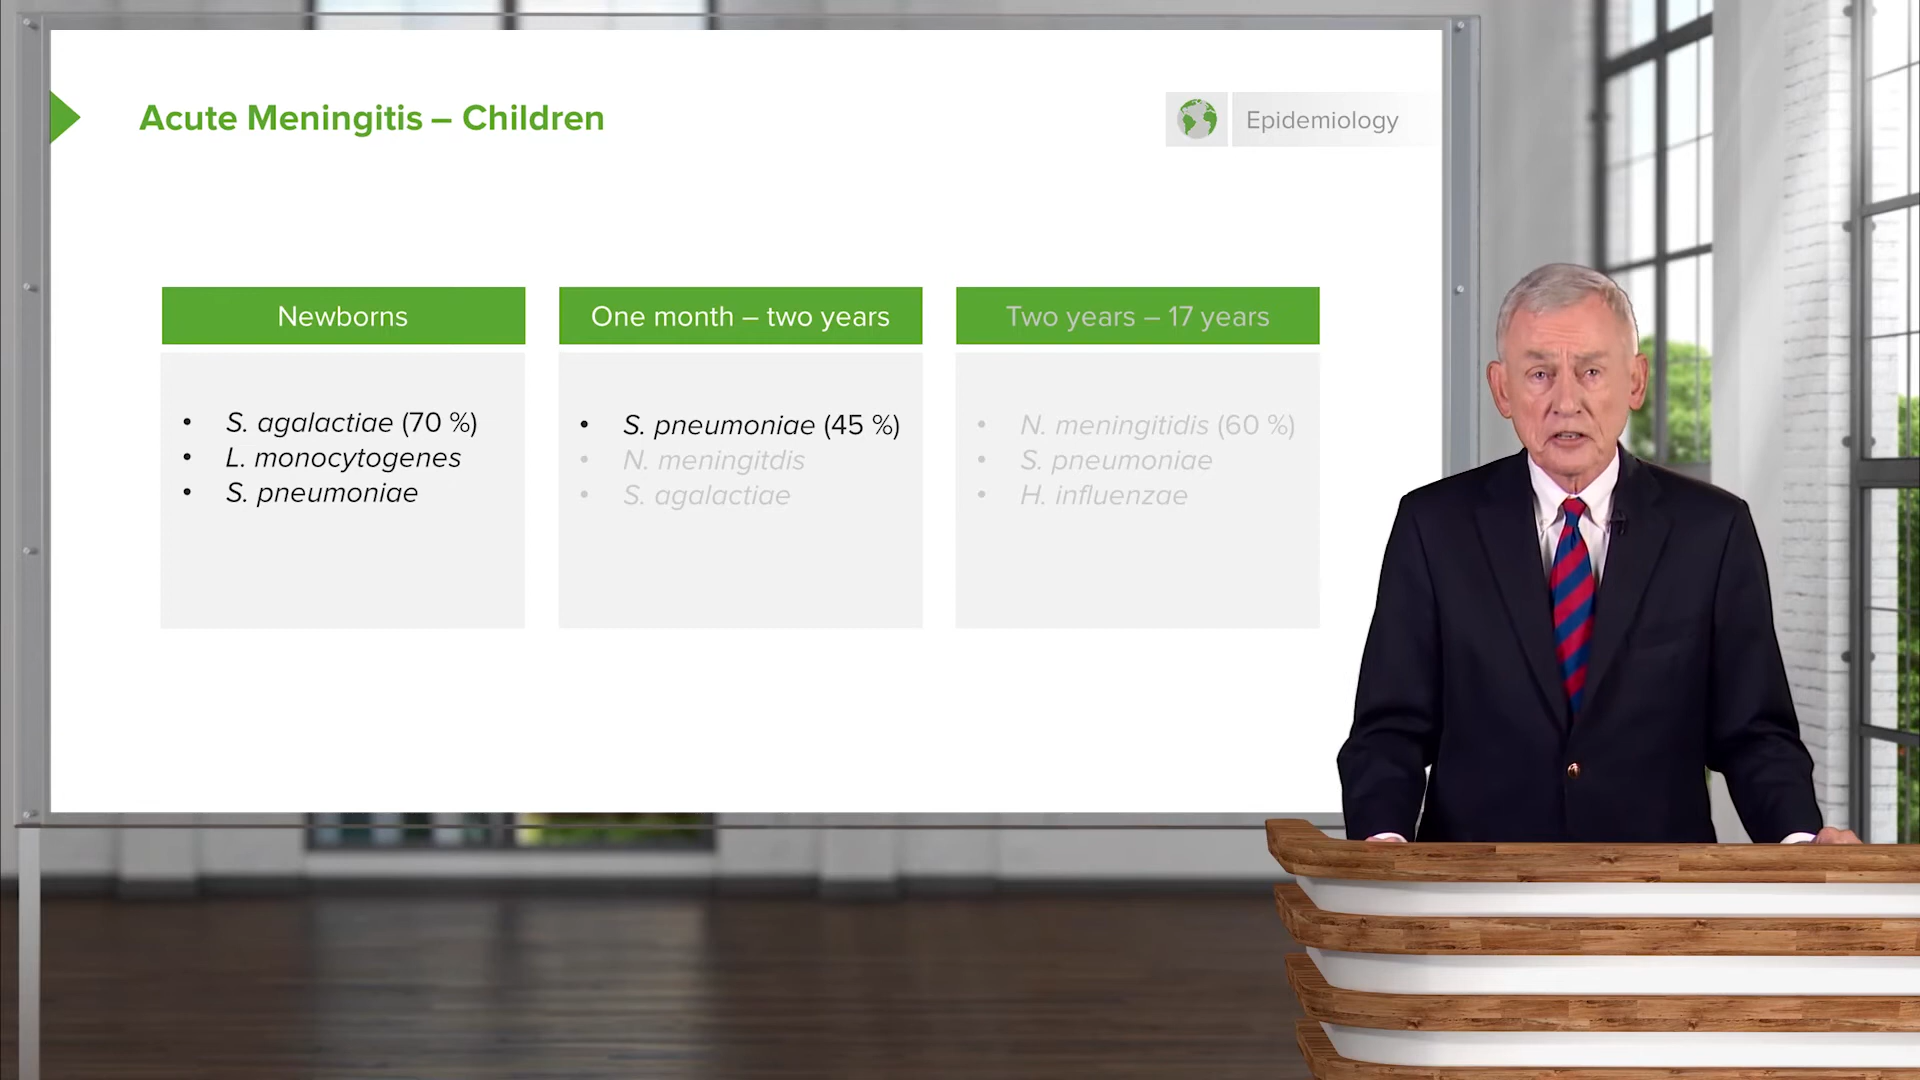 Acute Meningitis – Children
Epidemiology
Newborns
• S. agalactiae (70 %)
• L. monocytogenes
• S. pneumoniae
One month – two years
• S. pneumoniae (45 %)
• N. meningitdis
• S. agalactiae
Two years – 17 years
• N. meningitidis (60 %)
• S. pneumoniae
• H. influenzae